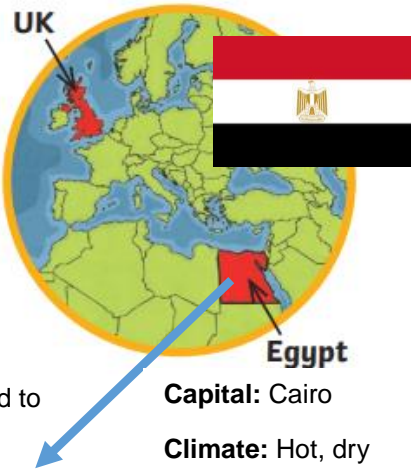 UK
Egypt
d to
Capital: Cairo
Climate: Hot, dry